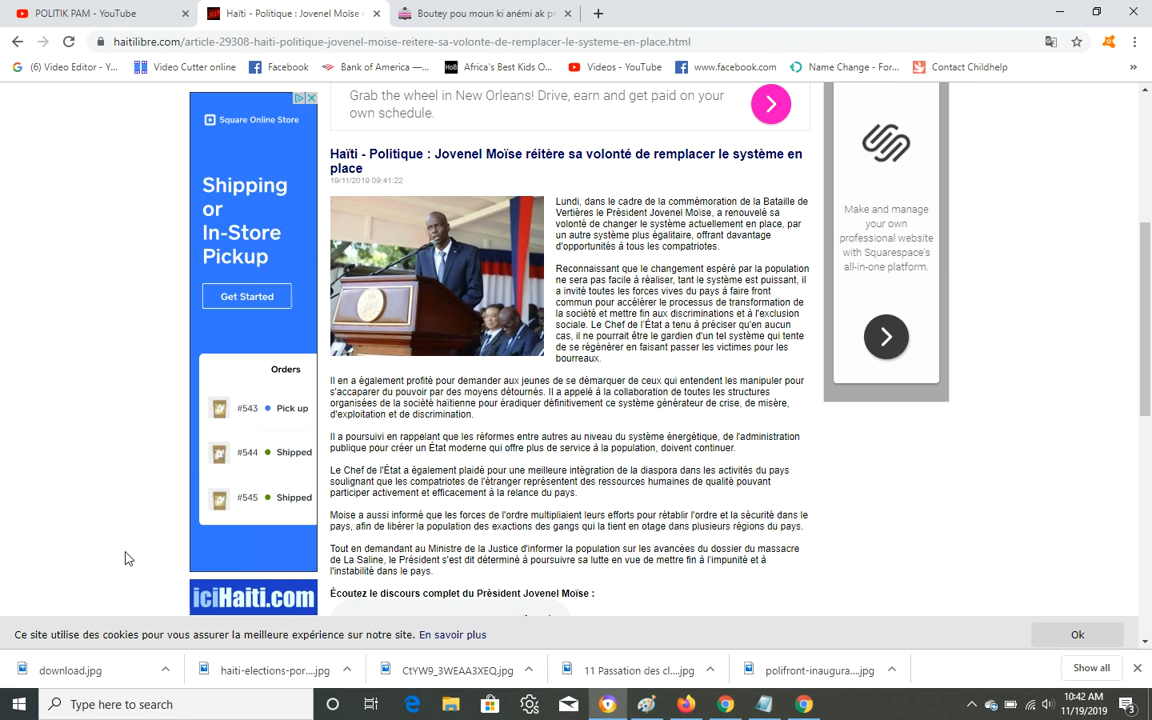 POLITIK PAM - YouTube
Haïti - Politique : Jovenel Moïse r
Boutey pou moun ki anémi ak pr
haitilibre.com/article-29308-haiti-politique-jovenel-moise-reitere-sa-volonte-de-remplacer-le-systeme-en-place.html
(6) Video Editor - Y...
Video Cutter online
Facebook
Bank of America —...
HoB
Africa's Best Kids O...
Videos - YouTube
www.facebook.com
Name Change - For...
Contact Childhelp
Square Online Store
Shipping
or
In-Store
Pickup
Get Started
Orders
#543 Pick up
#544 Shipped
#545 Shipped
iciHaiti.com
Grab the wheel in New Orleans! Drive, earn and get paid on your
own schedule.
Haïti - Politique : Jovenel Moïse réitère sa volonté de remplacer le système en
place
19/11/2019 09:41:22
Lundi, dans le cadre de la commémoration de la Bataille de
Vertières le Président Jovenel Moïse, a renouvelé sa
volonté de changer le système actuellement en place, par
un autre système plus égalitaire, offrant davantage
d'opportunités à tous les compatriotes.
Reconnaissant que le changement espéré par la population
ne sera pas facile à réaliser, tant le système est puissant, il
a invité toutes les forces vives du pays à faire front
commun pour accélérer le processus de transformation de
la société et mettre fin aux discriminations et à l'exclusion
sociale. Le Chef de l'État a tenu à préciser qu'en aucun
cas, il ne pourrait être le gardien d'un tel système qui tente
de se régénérer en faisant passer les victimes pour les
bourreaux.
Il en a également profité pour demander aux jeunes de se démarquer de ceux qui entendent les manipuler pour
s'accaparer du pouvoir par des moyens détournés. Il a appelé à la collaboration de toutes les structures
organisées de la société haïtienne pour éradiquer définitivement ce système générateur de crise, de misère,
d'exploitation et de discrimination.
Il a poursuivi en rappelant que les réformes entre autres au niveau du système énergétique, de l'administration
publique pour créer un État moderne qui offre plus de service à la population, doivent continuer.
Le Chef de l'État a également plaidé pour une meilleure intégration de la diaspora dans les activités du pays
soulignant que les compatriotes de l'étranger représentent des ressources humaines de qualité pouvant
participer activement et efficacement à la relance du pays.
Moïse a aussi informé que les forces de l'ordre multipliaient leurs efforts pour rétablir l'ordre et la sécurité dans le
pays, afin de libérer la population des exactions des gangs qui la tient en otage dans plusieurs régions du pays.
Tout en demandant au Ministre de la Justice d'informer la population sur les avancées du dossier du massacre
de La Saline, le Président s'est dit déterminé à poursuivre sa lutte en vue de mettre fin à l'impunité et à
l'instabilité dans le pays.
Écoutez le discours complet du Président Jovenel Moïse :
Make and manage
your own
professional website
with Squarespace's
all-in-one platform.
Ce site utilise des cookies pour vous assurer la meilleure expérience sur notre site. En savoir plus
Ok
download.jpg
haiti-elections-por....jpg
CtYW9_3WEAA3XEQ.jpg
11 Passation des cl....jpg
polifront-inaugura....jpg
Show all
Type here to search
10:42 AM
11/19/2019
3